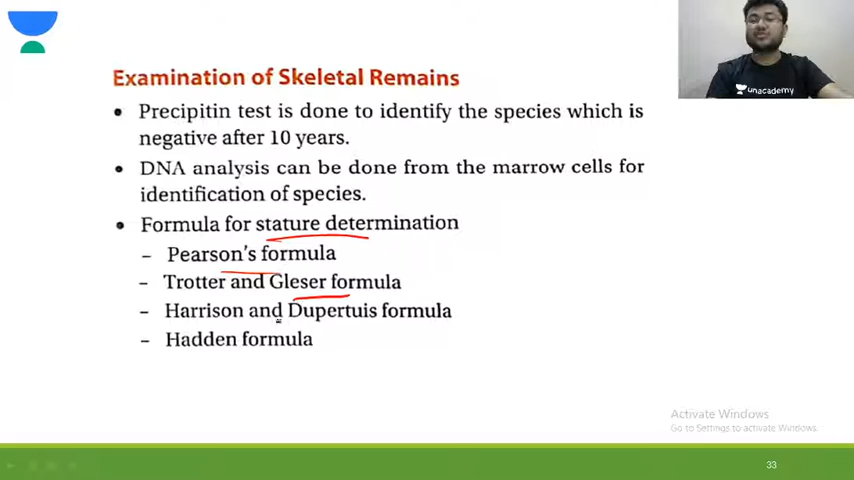 unacademy
Examination of Skeletal Remains
• Precipitin test is done to identify the species which is
negative after 10 years.
• DNA analysis can be done from the marrow cells for
identification of species.
• Formula for stature determination
– Pearson's formula
– Trotter and Gleser formula
– Harrison and Dupertuis formula
– Hadden formula
Activate Windows
Go to Settings to activate Windows.
33